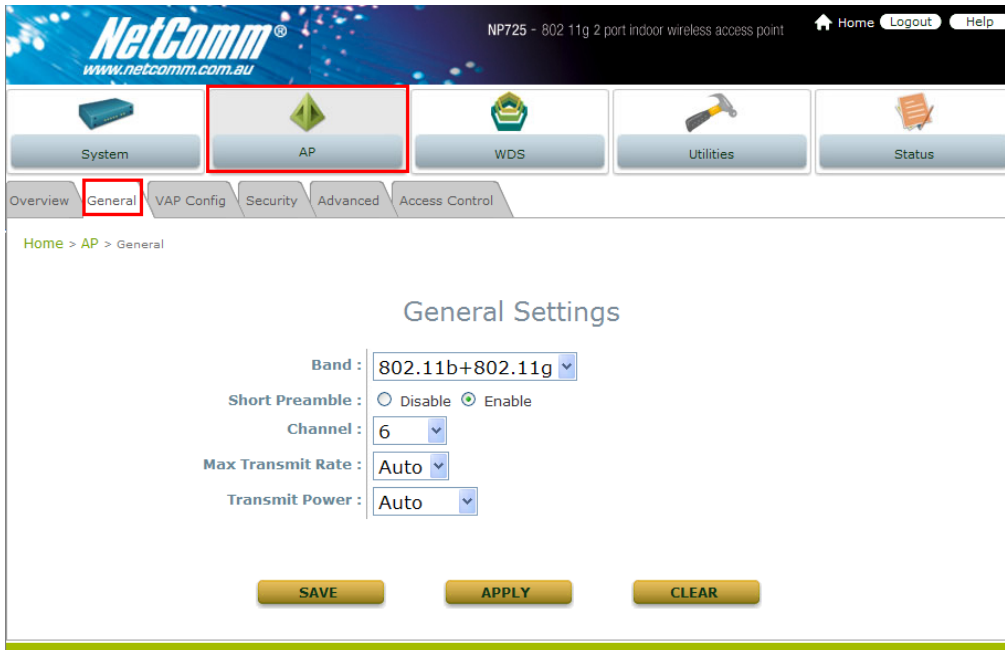 NetComm®
www.netcomm.com.au
NP725 - 802 11g 2 port indoor wireless access point
Home Logout Help
System AP WDS Utilities Status
Overview General VAP Config Security Advanced Access Control
Home > AP > General
General Settings
Band : 802.11b+802.11g
Short Preamble : Disable Enable
Channel : 6
Max Transmit Rate : Auto
Transmit Power : Auto
SAVE APPLY CLEAR